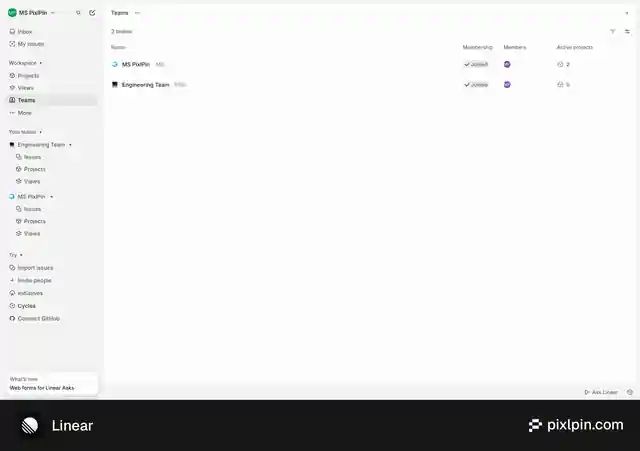 MS PixlPin
Inbox
My issues
Workspace
Projects
Views
Teams
More
Your teams
Engineering Team
Issues
Projects
Views
MS PixlPin
Issues
Projects
Views
Try
Import issues
Invite people
Initiatives
Cycles
Connect GitHub
What's new
Web forms for Linear Asks
Teams
2 teams
Name Membership Members Active projects
MS PixlPin MS Joined 2
Engineering Team Joined
Ask Linear
Linear
pixlpin.com